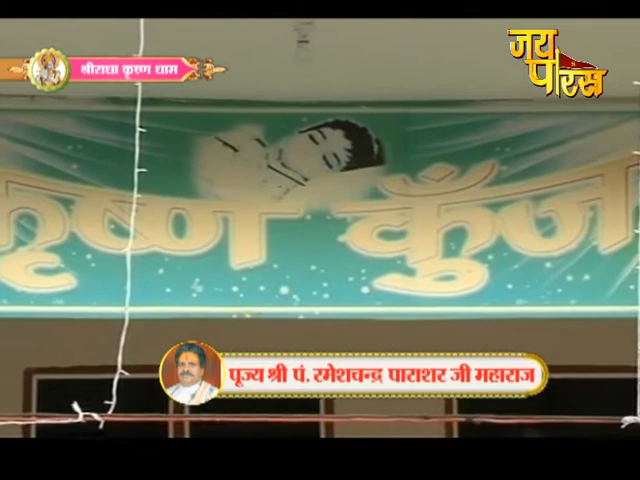 श्रीराधा कृष्ण धाम
जय
पारस
कृष्ण कुँज
पूज्य श्री पं. रमेशचन्द्र पाराशर जी महाराज